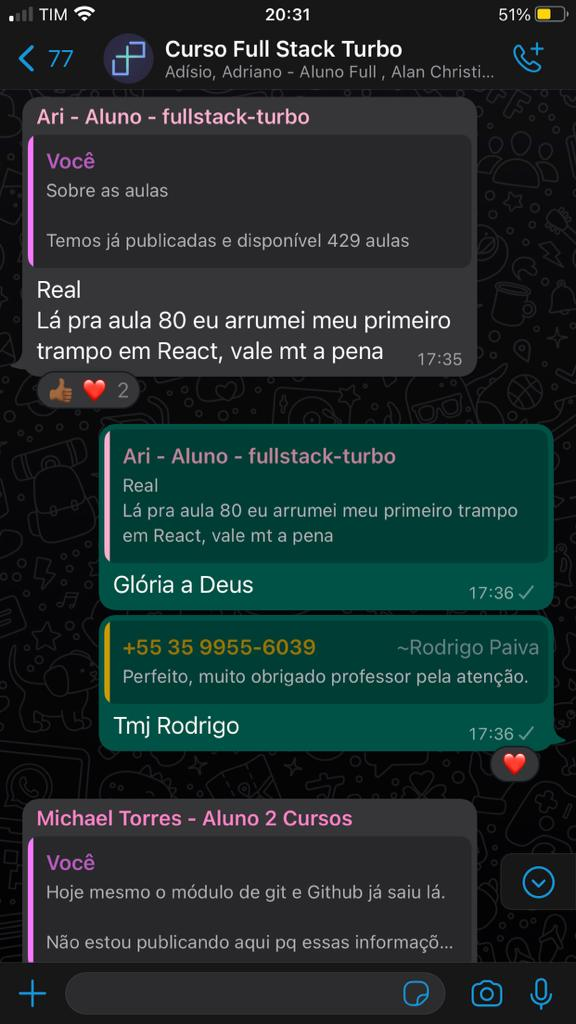 TIM
20:31
51%
77
Curso Full Stack Turbo
Adísio, Adriano - Aluno Full , Alan Christi...
Ari - Aluno - fullstack-turbo
Você
Sobre as aulas
Temos já publicadas e disponível 429 aulas
Real
Lá pra aula 80 eu arrumei meu primeiro
trampo em React, vale mt a pena
17:35
2
Ari - Aluno - fullstack-turbo
Real
Lá pra aula 80 eu arrumei meu primeiro trampo
em React, vale mt a pena
Glória a Deus
17:36
+55 35 9955-6039 ~Rodrigo Paiva
Perfeito, muito obrigado professor pela atenção.
Tmj Rodrigo
17:36
Michael Torres - Aluno 2 Cursos
Você
Hoje mesmo o módulo de git e Github já saiu lá.
Não estou publicando aqui pq essas informaçõ...